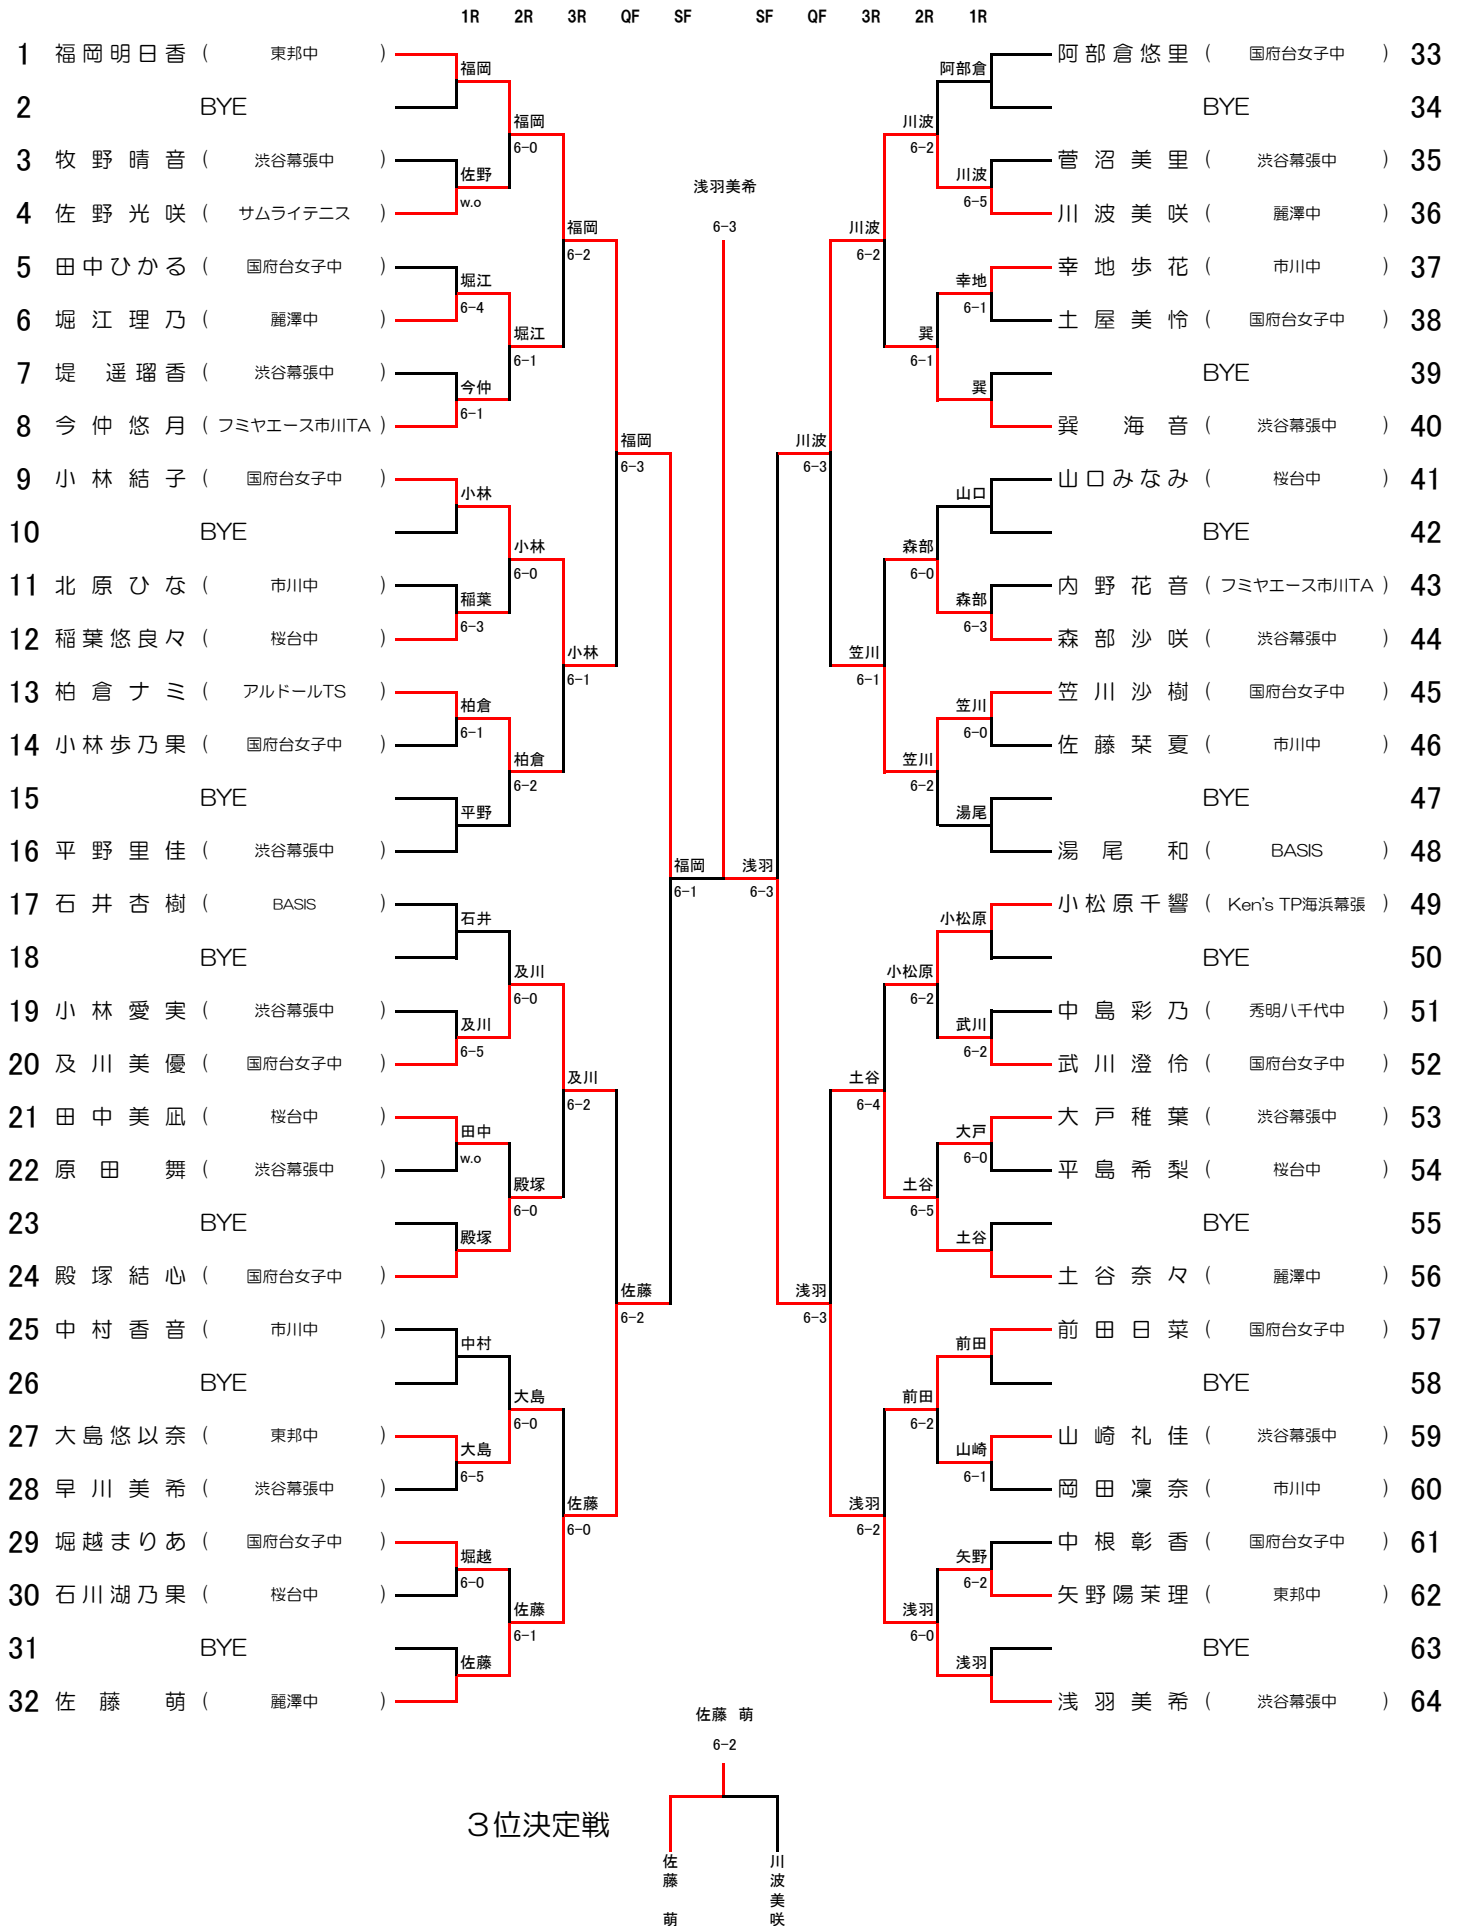 1R 2R 3R QF SF SF QF 3R 2R 1R
1 福岡明日香 ( 東邦中 ) 阿部倉悠里 ( 国府台女子中 ) 33
福岡 阿部倉
2 BYE BYE 34
福岡 川波
6-0 6-2
3 牧野晴音 ( 渋谷幕張中 ) 菅沼美里 ( 渋谷幕張中 ) 35
佐野 浅羽美希 川波
w.o 6-5
4 佐野光咲 ( サムライテニス ) 川波美咲 ( 麗澤中 ) 36
福岡 6-3 川波
6-2 6-2
5 田中ひかる ( 国府台女子中 ) 幸地歩花 ( 市川中 ) 37
堀江 幸地
6-4 6-1
6 堀江理乃 ( 麗澤中 ) 土屋美怜 ( 国府台女子中 ) 38
堀江 巽
6-1 6-1
7 堤遥瑠香 ( 渋谷幕張中 ) BYE 39
今仲 巽
6-1
8 今仲悠月 ( フミヤエース市川TA ) 巽海音 ( 渋谷幕張中 ) 40
福岡 川波
6-3 6-3
9 小林結子 ( 国府台女子中 ) 山口みなみ ( 桜台中 ) 41
小林 山口
10 BYE BYE 42
小林 森部
6-0 6-0
11 北原ひな ( 市川中 ) 内野花音 ( フミヤエース市川TA ) 43
稲葉 森部
6-3 6-3
12 稲葉悠良々 ( 桜台中 ) 森部沙咲 ( 渋谷幕張中 ) 44
小林 笠川
6-1 6-1
13 柏倉ナミ ( アルドールTS ) 笠川沙樹 ( 国府台女子中 ) 45
柏倉 笠川
6-1 6-0
14 小林歩乃果 ( 国府台女子中 ) 佐藤栞夏 ( 市川中 ) 46
柏倉 笠川
6-2 6-2
15 BYE BYE 47
平野 湯尾
16 平野里佳 ( 渋谷幕張中 ) 湯尾和 ( BASIS ) 48
福岡 浅羽
6-1 6-3
17 石井杏樹 ( BASIS ) 小松原千響 ( Ken's TP海浜幕張 ) 49
石井 小松原
18 BYE BYE 50
及川 小松原
6-0 6-2
19 小林愛実 ( 渋谷幕張中 ) 中島彩乃 ( 秀明八千代中 ) 51
及川 武川
6-5 6-2
20 及川美優 ( 国府台女子中 ) 武川澄伶 ( 国府台女子中 ) 52
及川 土谷
6-2 6-4
21 田中美凪 ( 桜台中 ) 大戸稚葉 ( 渋谷幕張中 ) 53
田中 大戸
w.o 6-0
22 原田舞 ( 渋谷幕張中 ) 平島希梨 ( 桜台中 ) 54
殿塚 土谷
6-0 6-5
23 BYE BYE 55
殿塚 土谷
24 殿塚結心 ( 国府台女子中 ) 土谷奈々 ( 麗澤中 ) 56
佐藤 浅羽
6-2 6-3
25 中村香音 ( 市川中 ) 前田日菜 ( 国府台女子中 ) 57
中村 前田
26 BYE BYE 58
大島 前田
6-0 6-2
27 大島悠以奈 ( 東邦中 ) 山崎礼佳 ( 渋谷幕張中 ) 59
大島 山崎
6-5 6-1
28 早川美希 ( 渋谷幕張中 ) 岡田凜奈 ( 市川中 ) 60
佐藤 浅羽
6-0 6-2
29 堀越まりあ ( 国府台女子中 ) 中根彰香 ( 国府台女子中 ) 61
堀越 矢野
6-0 6-2
30 石川湖乃果 ( 桜台中 ) 矢野陽茉理 ( 東邦中 ) 62
佐藤 浅羽
6-1 6-0
31 BYE BYE 63
佐藤 浅羽
32 佐藤萌 ( 麗澤中 ) 浅羽美希 ( 渋谷幕張中 ) 64
佐藤 萌
6-2
3位決定戦
佐藤 萌
川波美咲